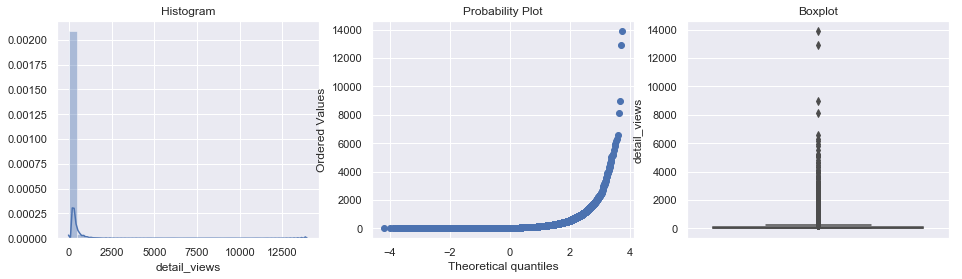 Histogram
0.00200
0.00175
0.00150
0.00125
0.00100
0.00075
0.00050
0.00025
0.00000
0 2500 5000 7500 10000 12500
detail_views
Probability Plot
14000
12000
10000
8000
6000
4000
2000
0
Ordered Values
−4 −2 0 2 4
Theoretical quantiles
Boxplot
14000
12000
10000
8000
6000
4000
2000
0
detail_views